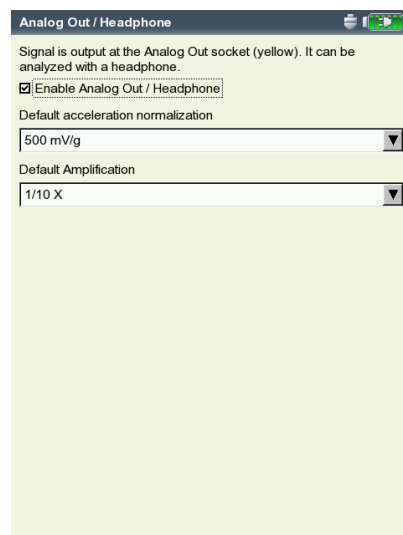 Analog Out / Headphone
Signal is output at the Analog Out socket (yellow). It can be
analyzed with a headphone.
Enable Analog Out / Headphone
Default acceleration normalization
500 mV/g
Default Amplification
1/10 X